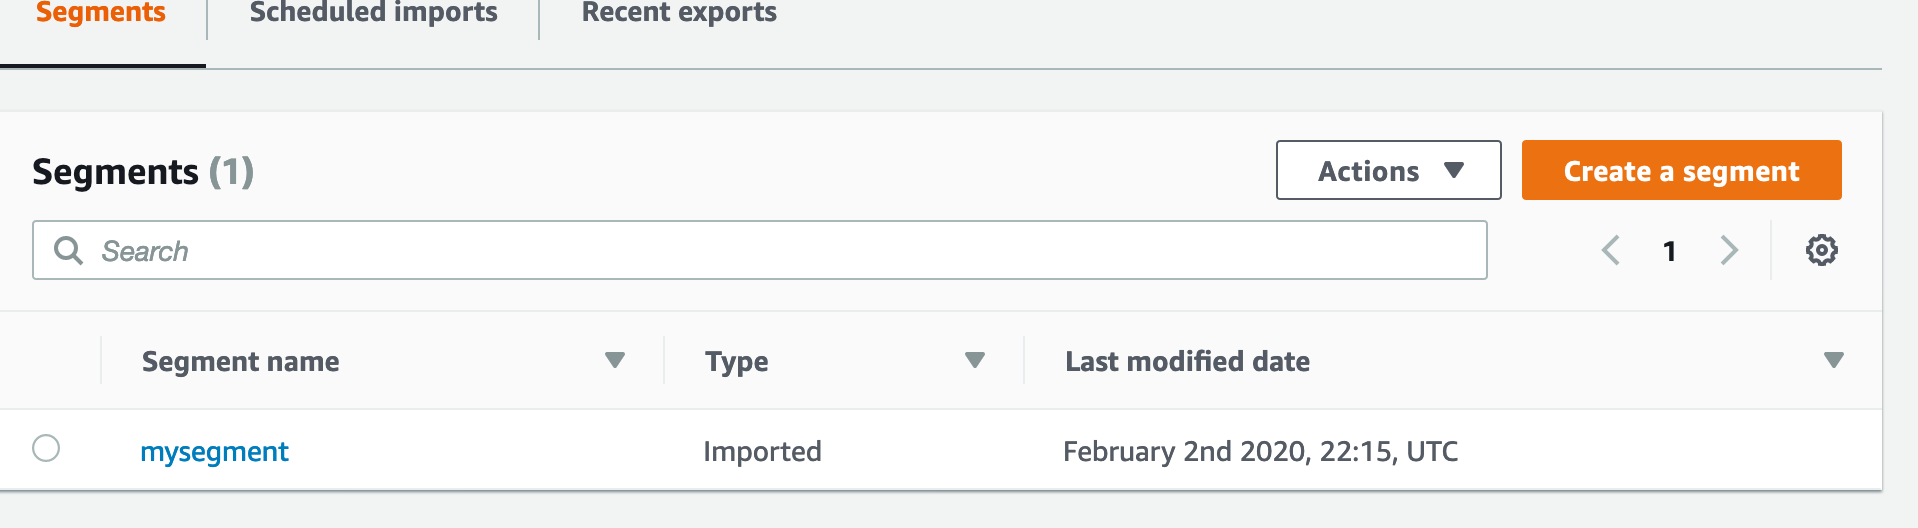 Segments Scheduled imports Recent exports
Segments (1) Actions Create a segment
Search 1
Segment name Type Last modified date
mysegment Imported February 2nd 2020, 22:15, UTC